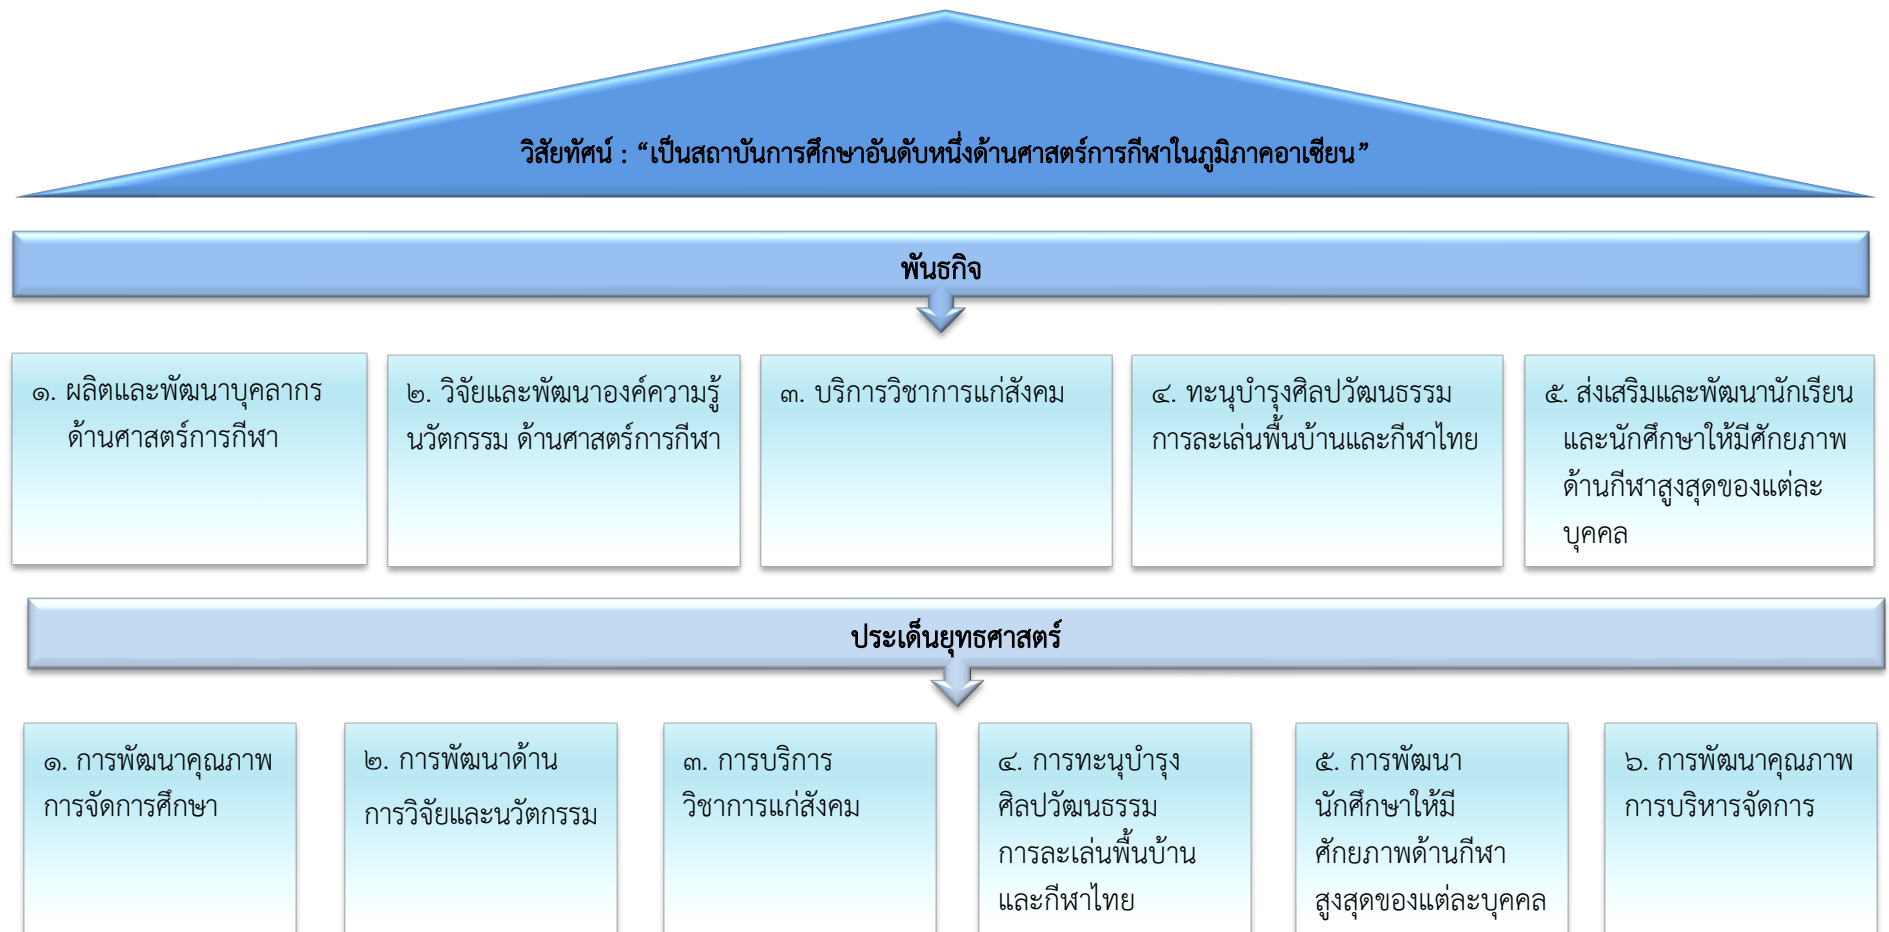 วิสัยทัศน์ : “เป็นสถาบันการศึกษาอันดับหนึ่งด้านศาสตร์การกีฬาในภูมิภาคอาเซียน”
พันธกิจ
๑. ผลิตและพัฒนาบุคลากร
ด้านศาสตร์การกีฬา
๒. วิจัยและพัฒนาองค์ความรู้
นวัตกรรม ด้านศาสตร์การกีฬา
๓. บริการวิชาการแก่สังคม
๔. ทะนุบำรุงศิลปวัฒนธรรม
การละเล่นพื้นบ้านและกีฬาไทย
๕. ส่งเสริมและพัฒนานักเรียน
และนักศึกษาให้มีศักยภาพ
ด้านกีฬาสูงสุดของแต่ละ
บุคคล
ประเด็นยุทธศาสตร์
๑. การพัฒนาคุณภาพ
การจัดการศึกษา
๒. การพัฒนาด้าน
การวิจัยและนวัตกรรม
๓. การบริการ
วิชาการแก่สังคม
๔. การทะนุบำรุง
ศิลปวัฒนธรรม
การละเล่นพื้นบ้าน
และกีฬาไทย
๕. การพัฒนา
นักศึกษาให้มี
ศักยภาพด้านกีฬา
สูงสุดของแต่ละบุคคล
๖. การพัฒนาคุณภาพ
การบริหารจัดการ